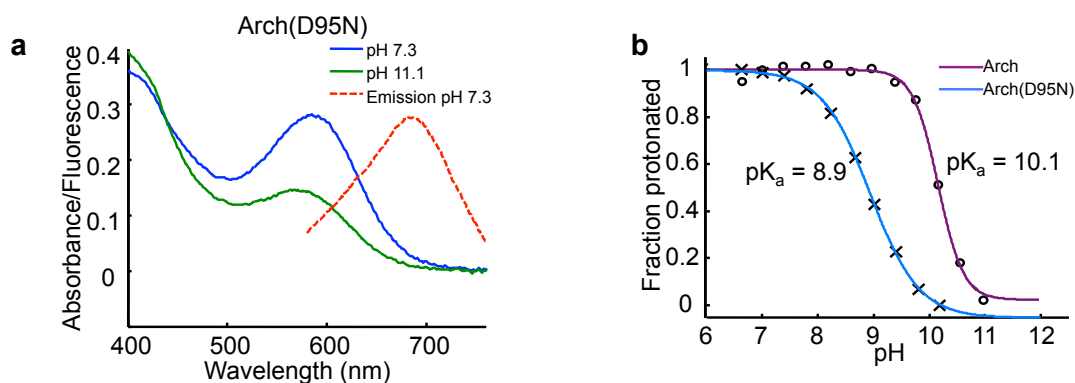 a
Arch(D95N)
pH 7.3
pH 11.1
Emission pH 7.3
Absorbance/Fluorescence
0.4
0.3
0.2
0.1
0
400
500
600
700
Wavelength (nm)
b
Arch
Arch(D95N)
Fraction protonated
1
0.8
0.6
0.4
0.2
0
pKa = 8.9
pKa = 10.1
6
7
8
9
10
11
12
pH